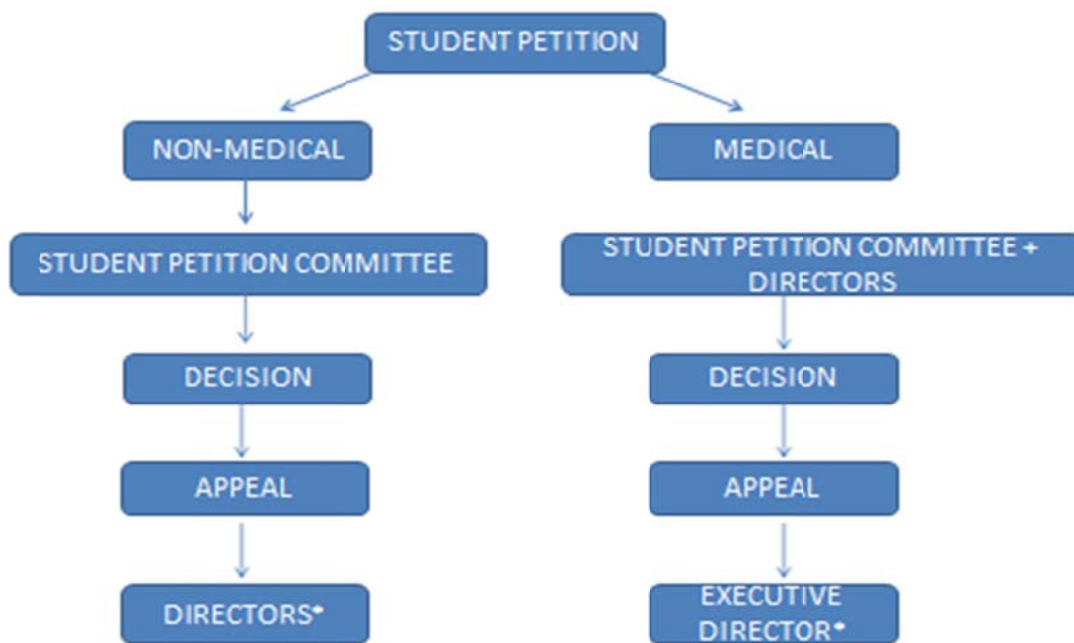 STUDENT PETITION
NON-MEDICAL
MEDICAL
STUDENT PETITION COMMITTEE
STUDENT PETITION COMMITTEE +
DIRECTORS
DECISION
DECISION
APPEAL
APPEAL
DIRECTORS*
EXECUTIVE
DIRECTOR*